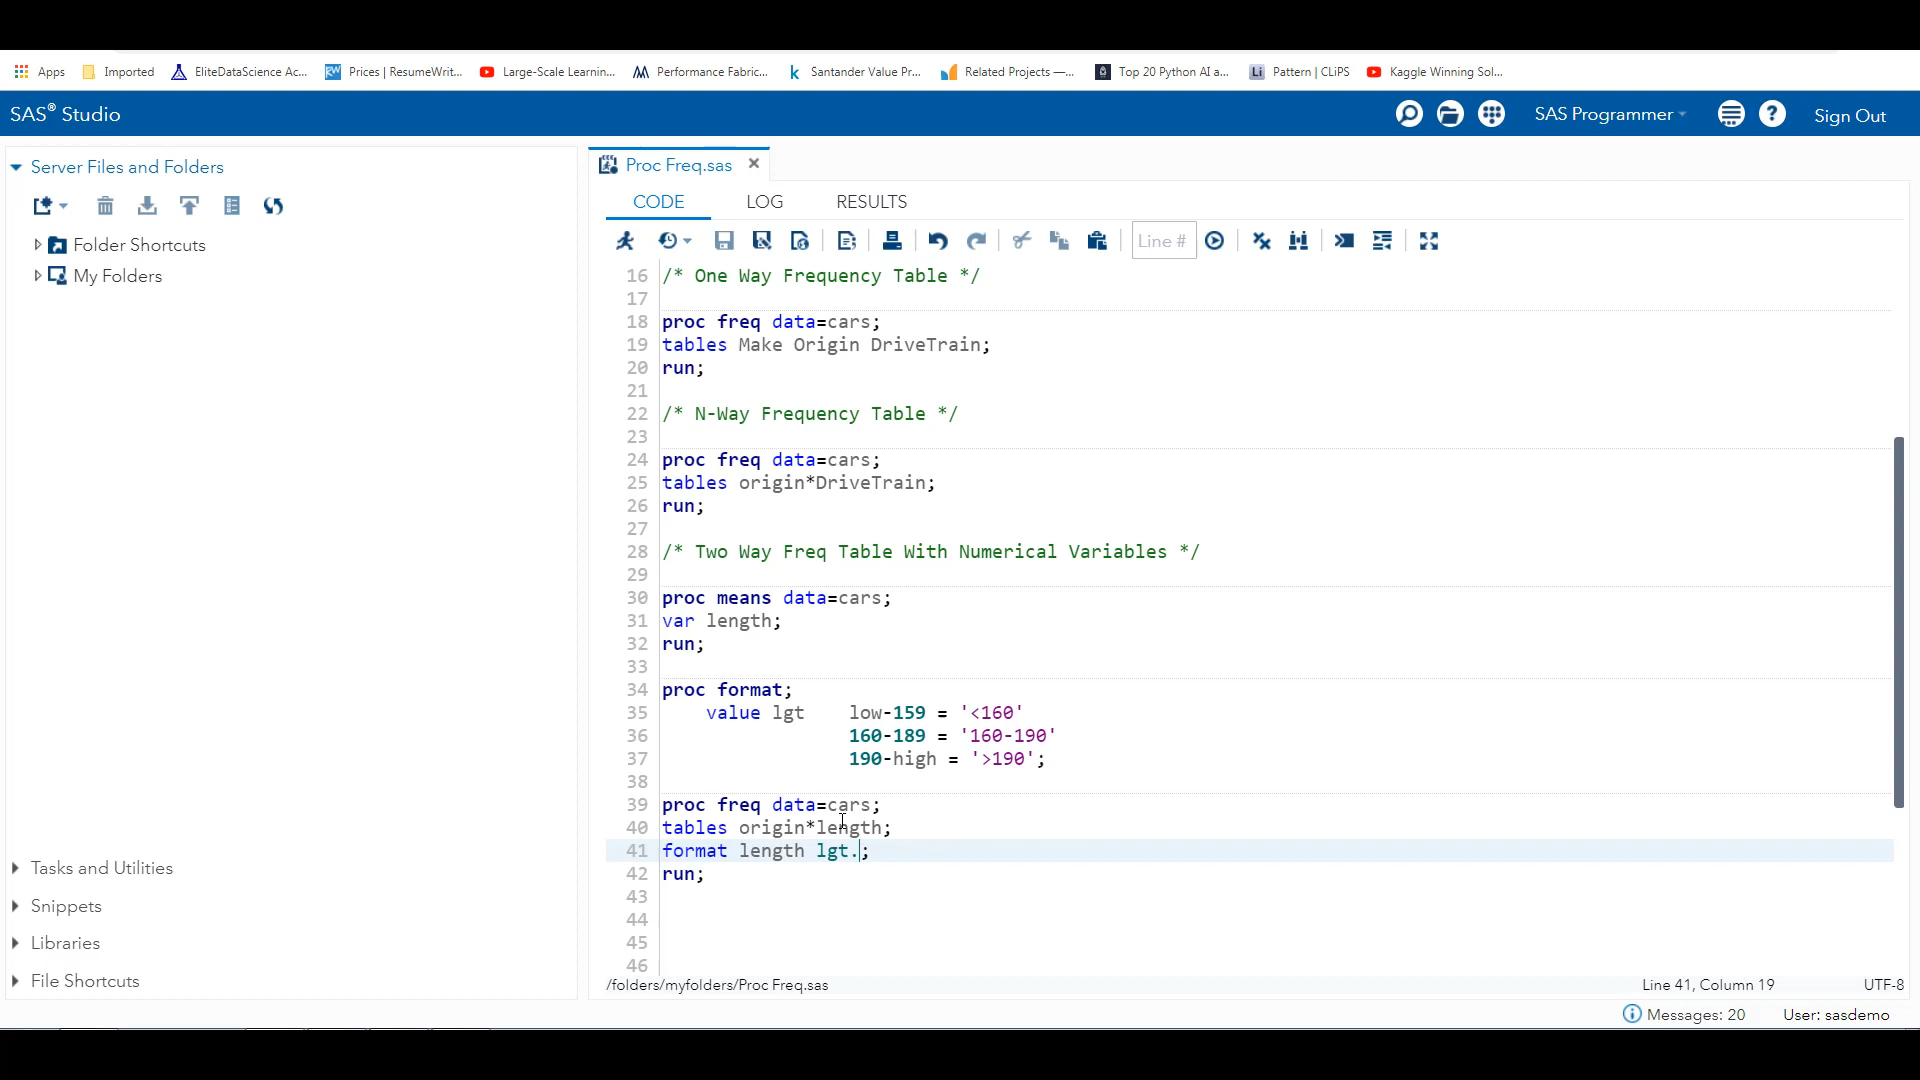 Apps Imported EliteDataScience Ac... Prices | ResumeWrit... Large-Scale Learnin... Performance Fabric... Santander Value Pr... Related Projects —... Top 20 Python AI a... Pattern | CLiPS Kaggle Winning Sol...
SAS® Studio SAS Programmer Sign Out
Server Files and Folders
Folder Shortcuts
My Folders
Tasks and Utilities
Snippets
Libraries
File Shortcuts
Proc Freq.sas
CODE LOG RESULTS
Line #
16 /* One Way Frequency Table */
17
18 proc freq data=cars;
19 tables Make Origin DriveTrain;
20 run;
21
22 /* N-Way Frequency Table */
23
24 proc freq data=cars;
25 tables origin*DriveTrain;
26 run;
27
28 /* Two Way Freq Table With Numerical Variables */
29
30 proc means data=cars;
31 var length;
32 run;
33
34 proc format;
35 value lgt low-159 = '<160'
36 160-189 = '160-190'
37 190-high = '>190';
38
39 proc freq data=cars;
40 tables origin*length;
41 format length lgt.;
42 run;
43
44
45
46
/folders/myfolders/Proc Freq.sas Line 41, Column 19 UTF-8
Messages: 20 User: sasdemo